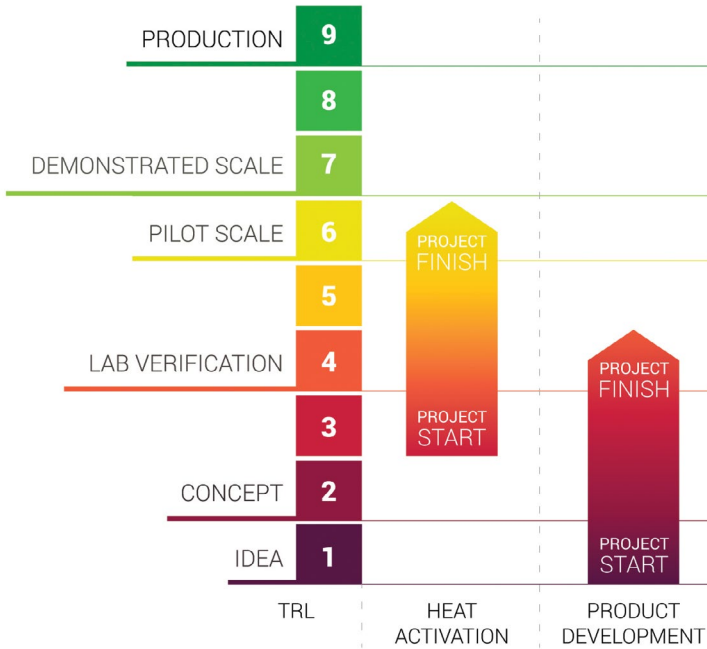 PRODUCTION 9
8
DEMONSTRATED SCALE 7
PILOT SCALE 6
PROJECT
FINISH
5
LAB VERIFICATION 4
PROJECT
FINISH
3
PROJECT
START
CONCEPT 2
IDEA 1
PROJECT
START
TRL
HEAT
ACTIVATION
PRODUCT
DEVELOPMENT